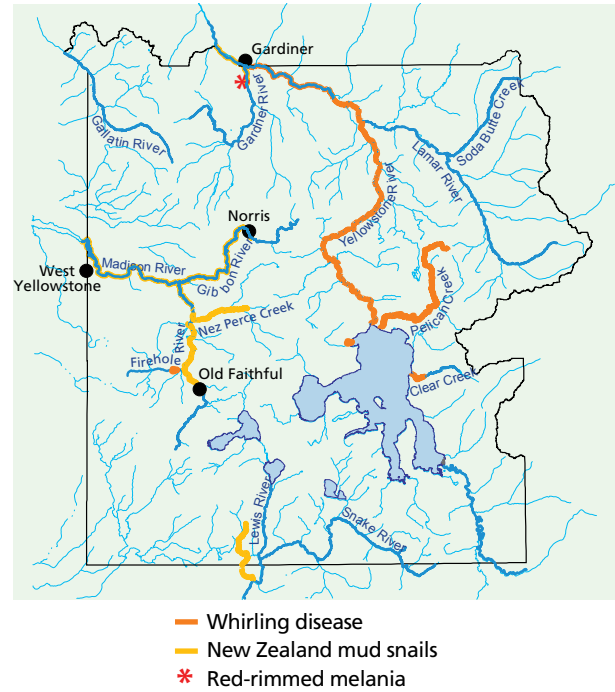 Gardiner
Gallatin River
Gardner River
Soda Butte Creek
Lamar River
Yellowstone River
Norris
West
Yellowstone
Madison River
Gibbon River
Pelican Creek
Nez Perce Creek
Firehole
River
Old Faithful
Clear Creek
Lewis River
Snake River
Whirling disease
New Zealand mud snails
* Red-rimmed melania